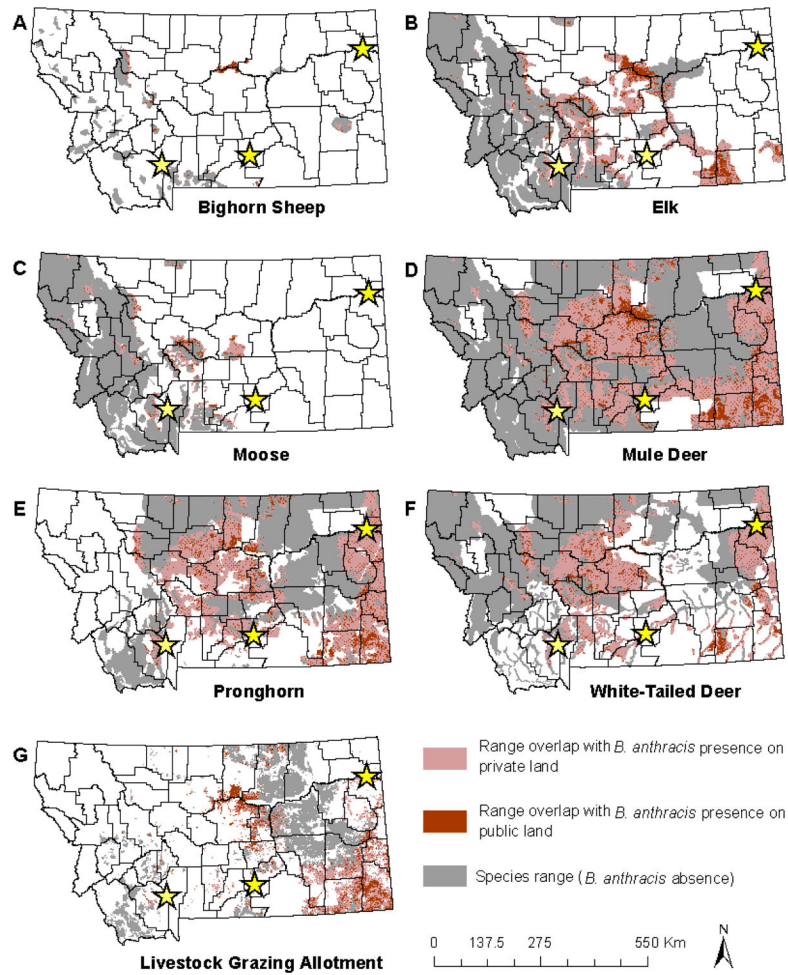 A
Bighorn Sheep
B
Elk
C
Moose
D
Mule Deer
E
Pronghorn
F
White-Tailed Deer
G
Livestock Grazing Allotment
Range overlap with B. anthracis presence on
private land
Range overlap with B. anthracis presence on
public land
Species range ( B. anthracis absence)
0 137.5 275 550 Km
N